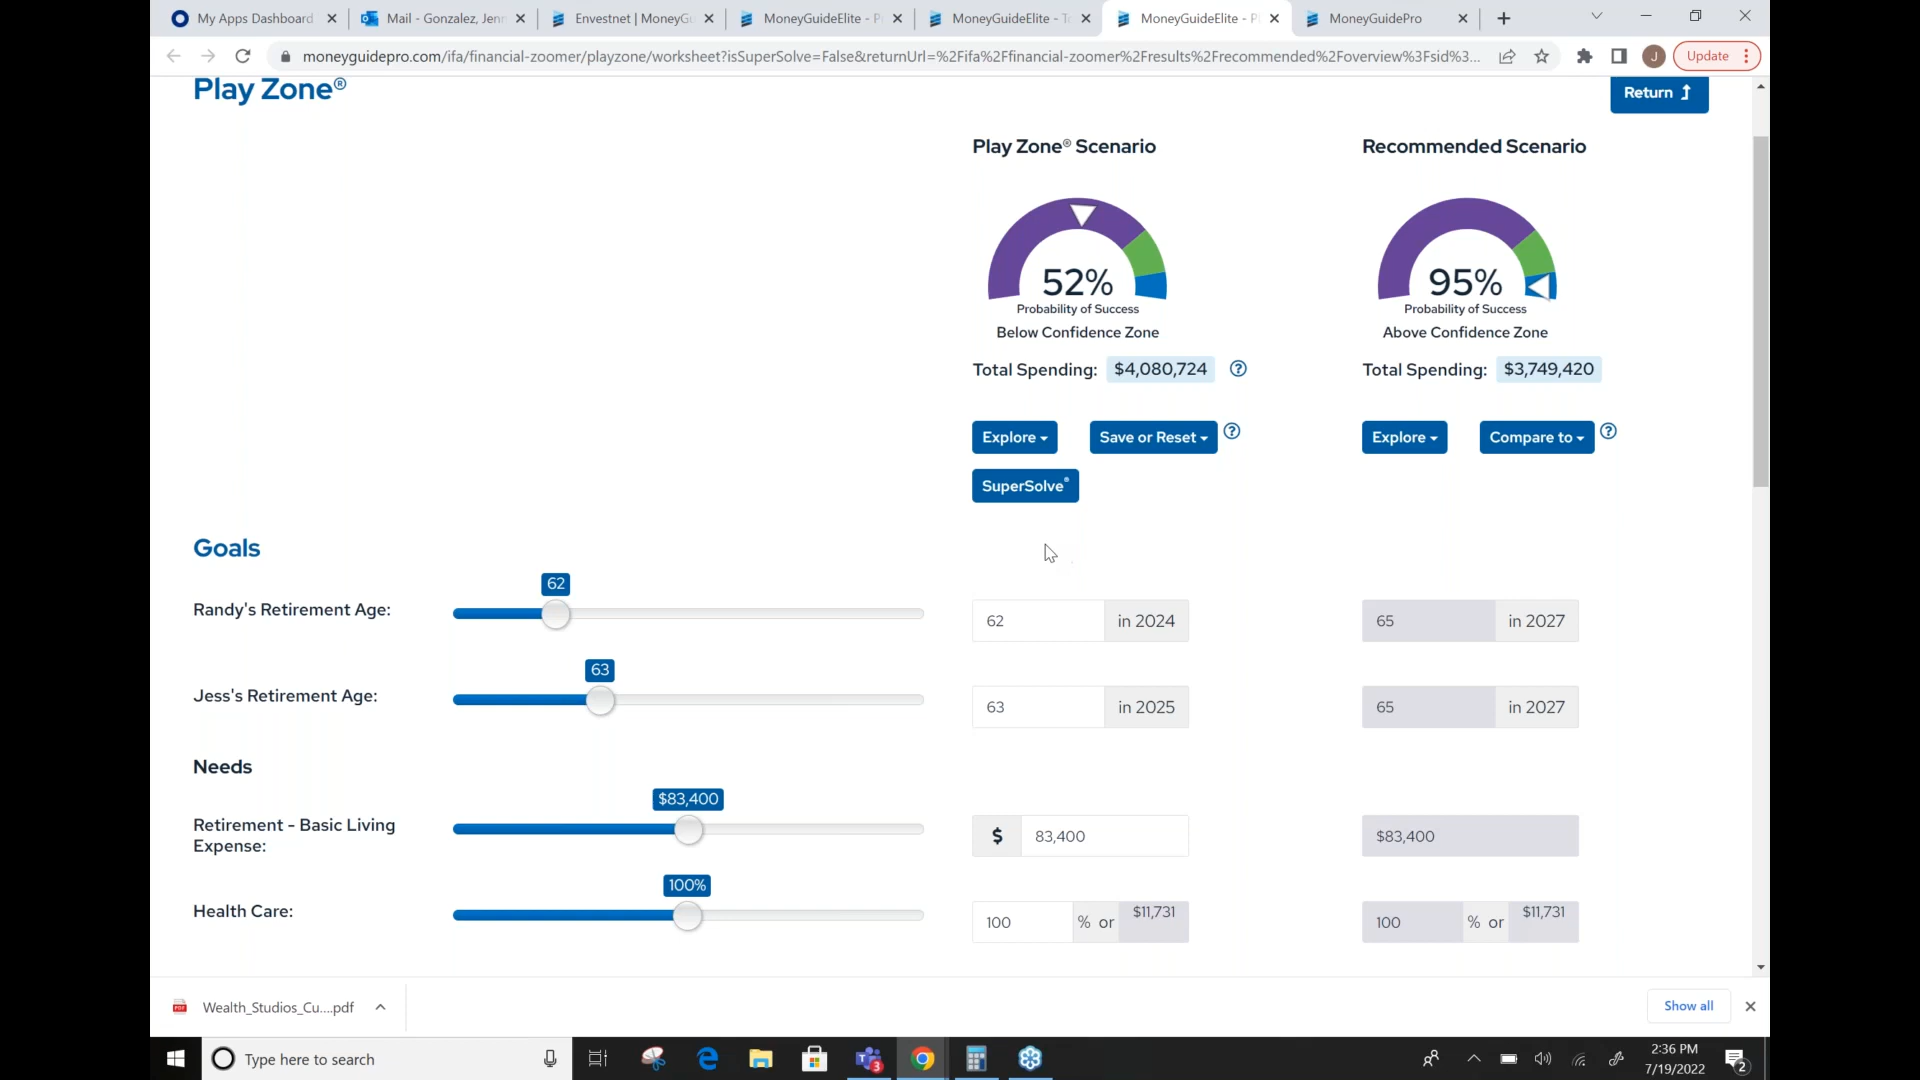 My Apps Dashboard
Mail - Gonzalez, Jenn
Envestnet | MoneyGu
MoneyGuideElite - P
MoneyGuideElite - T
MoneyGuideElite - P
MoneyGuidePro
moneyguidepro.com/ifa/financial-zoomer/playzone/worksheet?isSuperSolve=False&returnUrl=%2Fifa%2Ffinancial-zoomer%2Fresults%2Frecommended%2Foverview%3Fsid%3...
J
Update
Play Zone®
Return
Play Zone® Scenario
Recommended Scenario
52%
Probability of Success
Below Confidence Zone
95%
Probability of Success
Above Confidence Zone
Total Spending: $4,080,724 ?
Total Spending: $3,749,420
Explore
Save or Reset ?
Explore
Compare to ?
SuperSolve®
Goals
62
Randy's Retirement Age:
62 in 2024
65 in 2027
63
Jess's Retirement Age:
63 in 2025
65 in 2027
Needs
$83,400
Retirement - Basic Living
Expense:
$ 83,400
$83,400
100%
Health Care:
100 % or $11,731
100 % or $11,731
Wealth_Studios_Cu....pdf
Show all
Type here to search
3
2:36 PM
7/19/2022
2